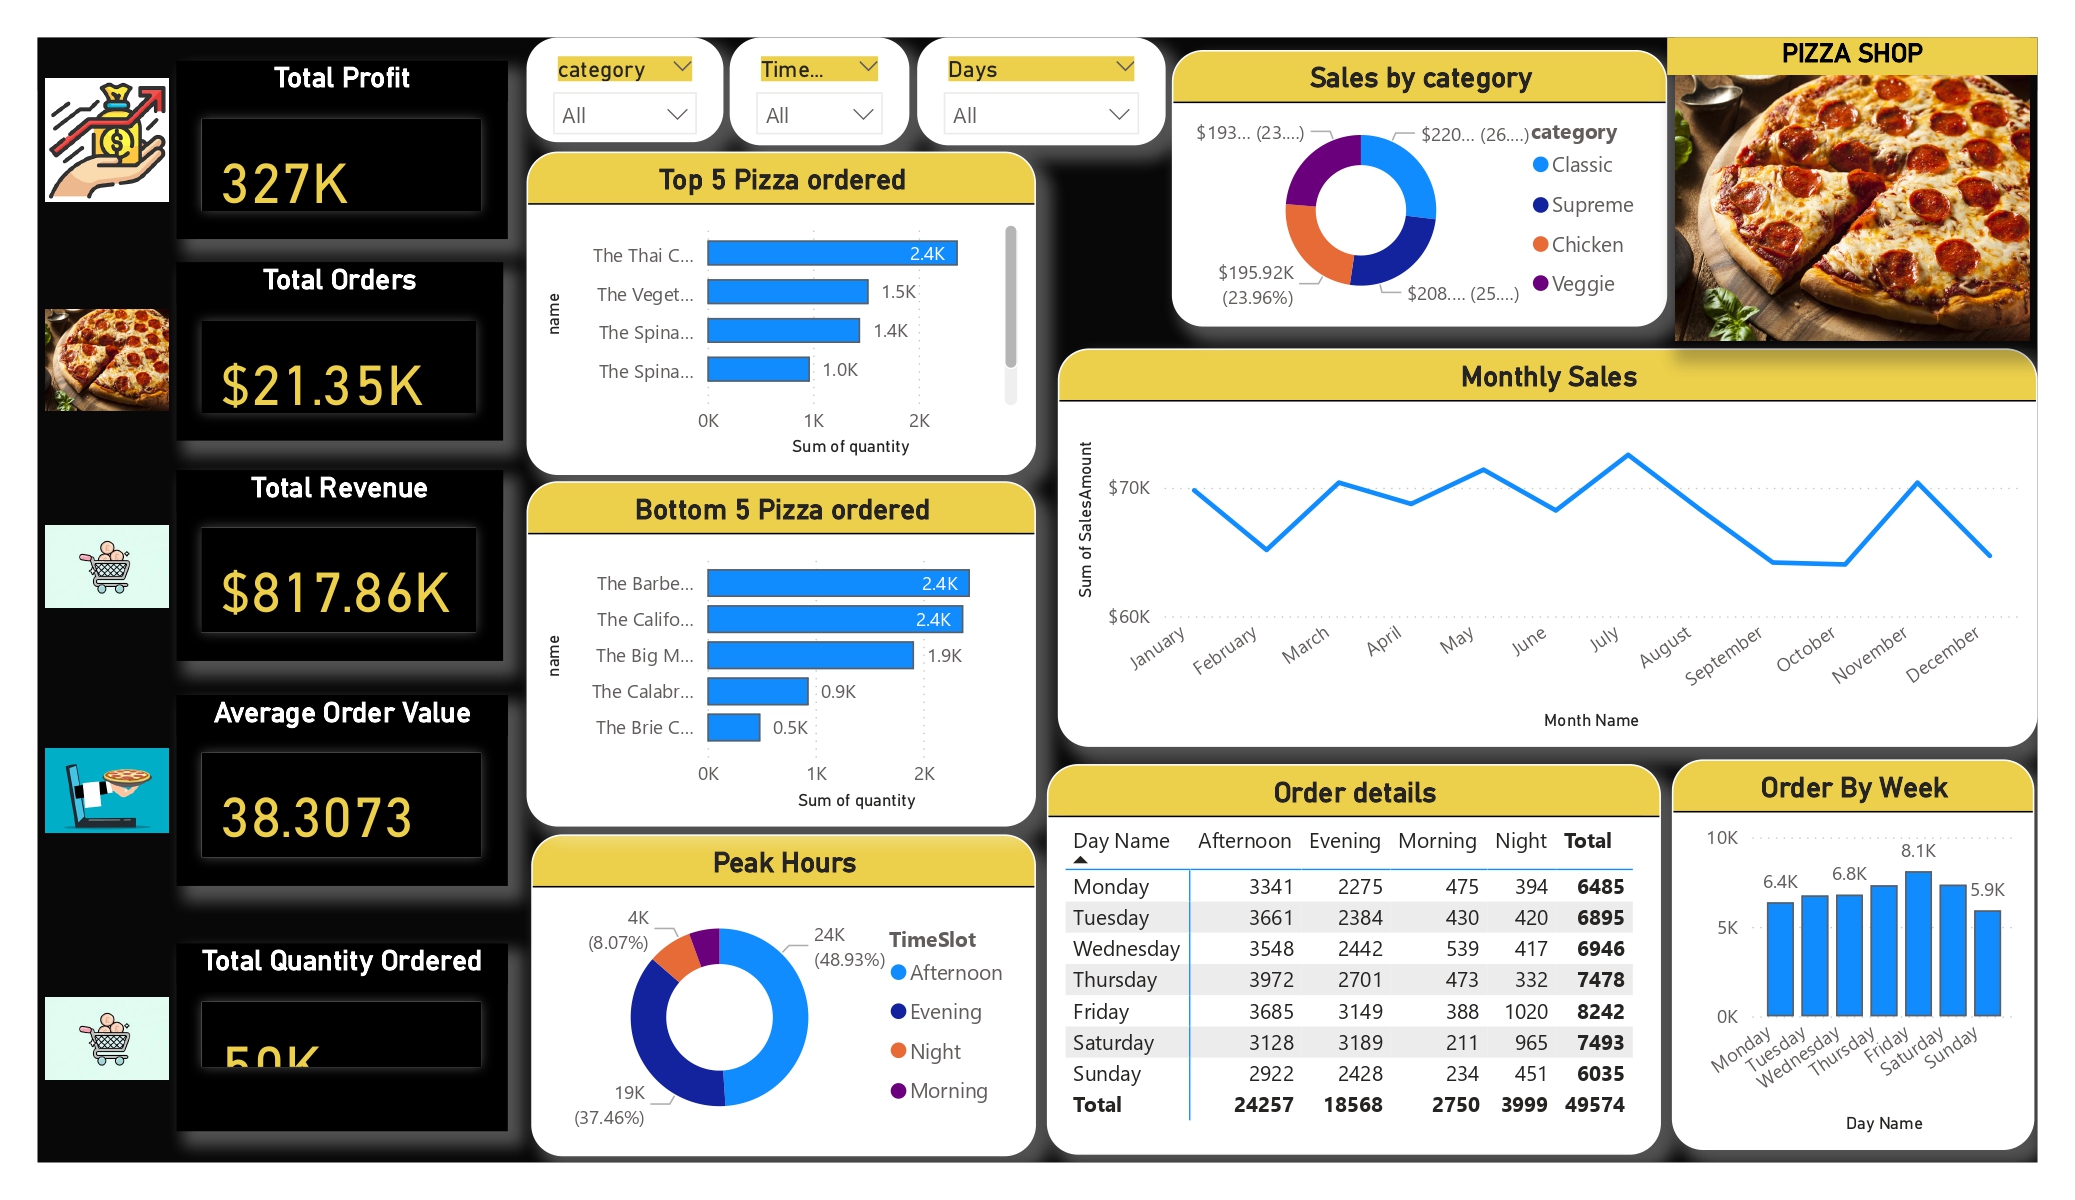 Total Profit
327K
Total Orders
$21.35K
Total Revenue
$817.86K
Average Order Value
38.3073
Total Quantity Ordered
50K
category
All
Time...
All
Days
All
Top 5 Pizza ordered
name
The Thai C...
2.4K
The Veget...
1.5K
The Spina...
1.4K
The Spina...
1.0K
0K 1K 2K
Sum of quantity
Bottom 5 Pizza ordered
name
The Barbe...
2.4K
The Califo...
2.4K
The Big M...
1.9K
The Calabr...
0.9K
The Brie C...
0.5K
0K 1K 2K
Sum of quantity
Peak Hours
4K
(8.07%)
24K
(48.93%)
19K
(37.46%)
TimeSlot
Afternoon
Evening
Night
Morning
Sales by category
$193... (23....)
$220... (26....)
$195.92K
(23.96%)
$208.... (25....)
category
Classic
Supreme
Chicken
Veggie
PIZZA SHOP
Monthly Sales
Sum of SalesAmount
$70K
$60K
January February March April May June July August September October November December
Month Name
Order details
Day Name Afternoon Evening Morning Night Total
Monday 3341 2275 475 394 6485
Tuesday 3661 2384 430 420 6895
Wednesday 3548 2442 539 417 6946
Thursday 3972 2701 473 332 7478
Friday 3685 3149 388 1020 8242
Saturday 3128 3189 211 965 7493
Sunday 2922 2428 234 451 6035
Total 24257 18568 2750 3999 49574
Order By Week
10K
5K
0K
6.4K
6.8K
8.1K
5.9K
Monday Tuesday Wednesday Thursday Friday Saturday Sunday
Day Name